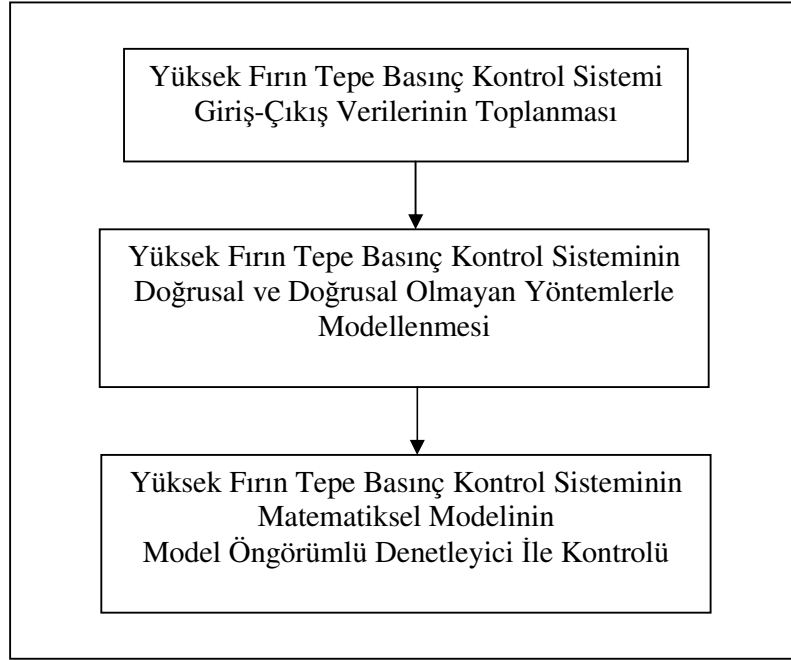 Yüksek Fırın Tepe Basınç Kontrol Sistemi
Giriş-Çıkış Verilerinin Toplanması
Yüksek Fırın Tepe Basınç Kontrol Sisteminin
Doğrusal ve Doğrusal Olmayan Yöntemlerle
Modellenmesi
Yüksek Fırın Tepe Basınç Kontrol Sisteminin
Matematiksel Modelinin
Model Öngörümlü Denetleyici İle Kontrolü